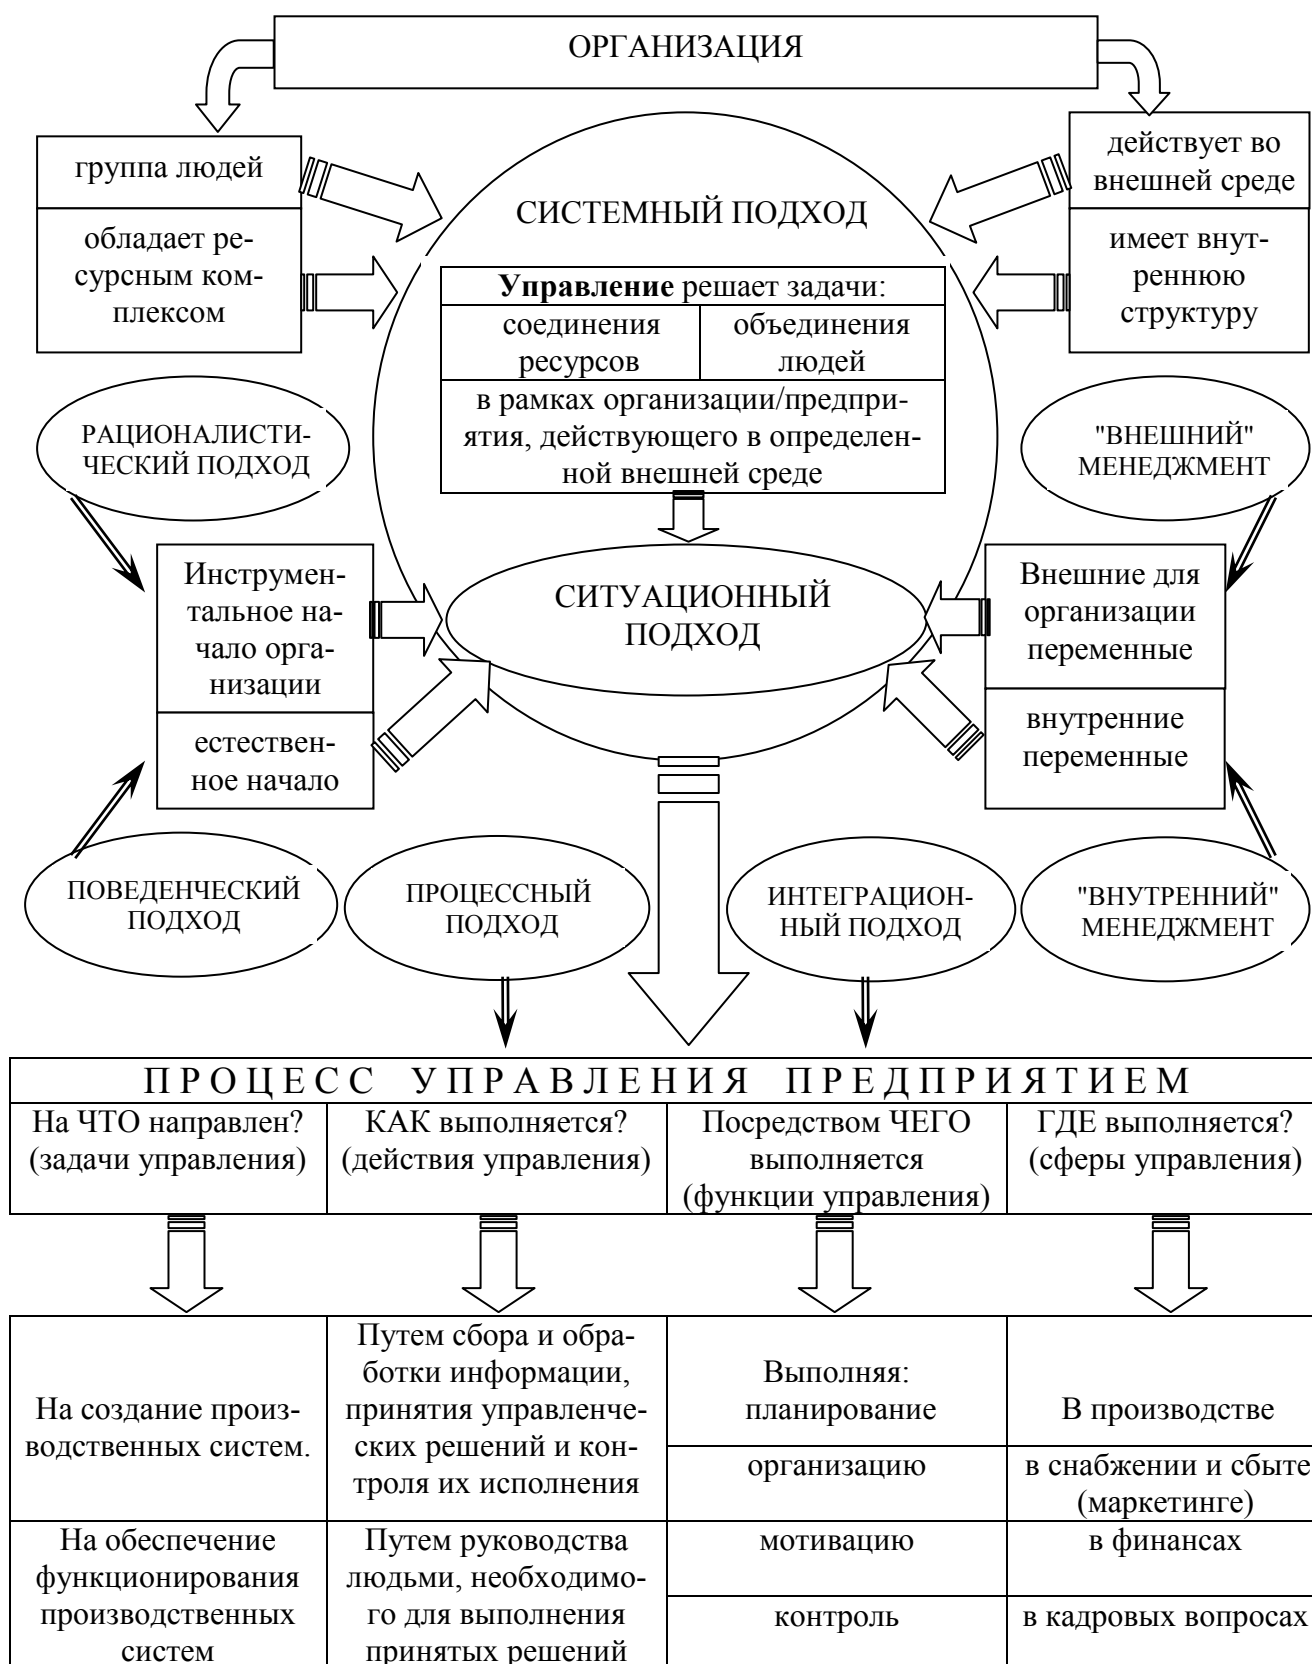 ОРГАНИЗАЦИЯ
группа людей
обладает ре-
сурсным ком-
плексом
действует во
внешней среде
имеет внут-
реннюю
структуру
СИСТЕМНЫЙ ПОДХОД
Управление решает задачи:
соединения
ресурсов
объединения
людей
в рамках организации/предпри-
ятия, действующего в определен-
ной внешней среде
РАЦИОНАЛИСТИ-
ЧЕСКИЙ ПОДХОД
"ВНЕШНИЙ"
МЕНЕДЖМЕНТ
Инструмен-
тальное на-
чало орга-
низации
естествен-
ное начало
СИТУАЦИОННЫЙ
ПОДХОД
Внешние для
организации
переменные
внутренние
переменные
ПОВЕДЕНЧЕСКИЙ
ПОДХОД
ПРОЦЕССНЫЙ
ПОДХОД
ИНТЕГРАЦИОН-
НЫЙ ПОДХОД
"ВНУТРЕННИЙ"
МЕНЕДЖМЕНТ
ПРОЦЕСС УПРАВЛЕНИЯ ПРЕДПРИЯТИЕМ
На ЧТО направлен?
(задачи управления)
КАК выполняется?
(действия управления)
Посредством ЧЕГО
выполняется
(функции управления)
ГДЕ выполняется?
(сферы управления)
На создание произ-
водственных систем.
Путем сбора и обра-
ботки информации,
принятия управленче-
ских решений и кон-
троля их исполнения
Выполняя:
планирование
В производстве
организацию
в снабжении и сбыте
(маркетинге)
На обеспечение
функционирования
производственных
систем
Путем руководства
людьми, необходимо-
го для выполнения
принятых решений
мотивацию
в финансах
контроль
в кадровых вопросах